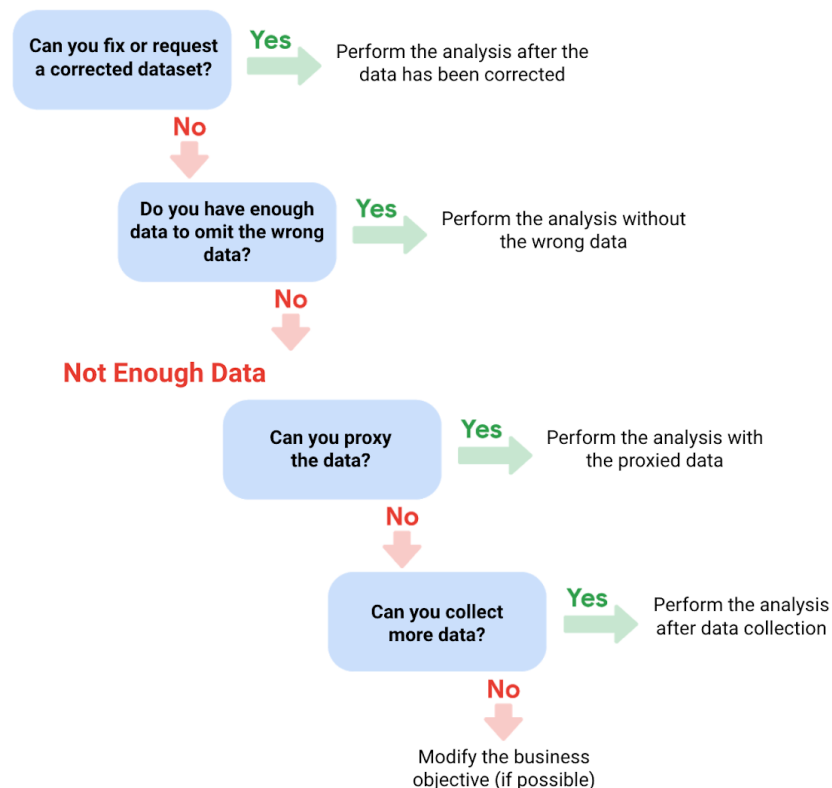 Can you fix or request
a corrected dataset?
Yes
Perform the analysis after the
data has been corrected
No
Do you have enough
data to omit the wrong
data?
Yes
Perform the analysis without
the wrong data
No
Not Enough Data
Can you proxy
the data?
Yes
Perform the analysis with
the proxied data
No
Can you collect
more data?
Yes
Perform the analysis
after data collection
No
Modify the business
objective (if possible)